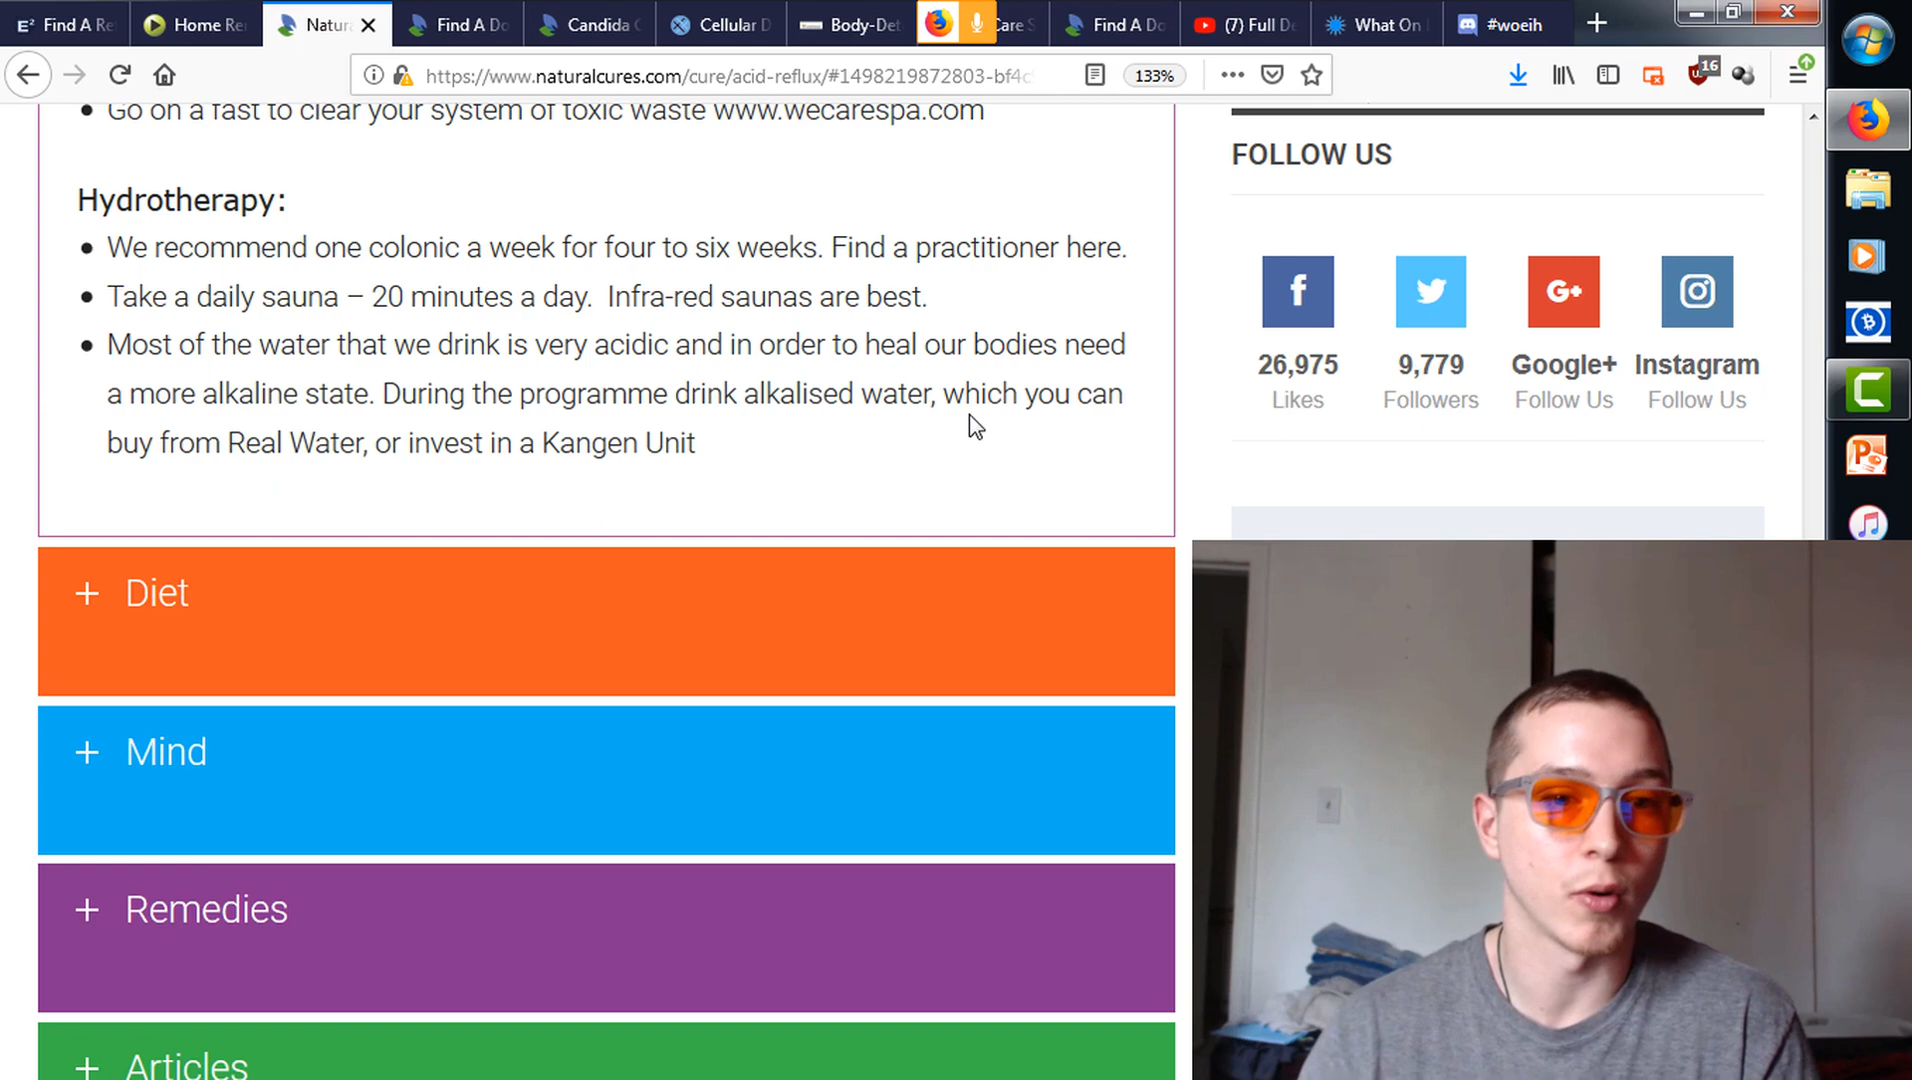 E² Find A Re
Home Re
Natur
Find A Do
Candida
Cellular D
Body-Det
Care S
Find A Do
(7) Full De
What On
#woeih
https://www.naturalcures.com/cure/acid-reflux/#1498219872803-bf4c
133%
16
Go on a fast to clear your system of toxic waste www.wecarespa.com
Hydrotherapy:
We recommend one colonic a week for four to six weeks. Find a practitioner here.
Take a daily sauna – 20 minutes a day. Infra-red saunas are best.
Most of the water that we drink is very acidic and in order to heal our bodies need
a more alkaline state. During the programme drink alkalised water, which you can
buy from Real Water, or invest in a Kangen Unit
FOLLOW US
26,975
Likes
9,779
Followers
G+
Google+
Follow Us
Instagram
Follow Us
+ Diet
+ Mind
+ Remedies
+ Articles